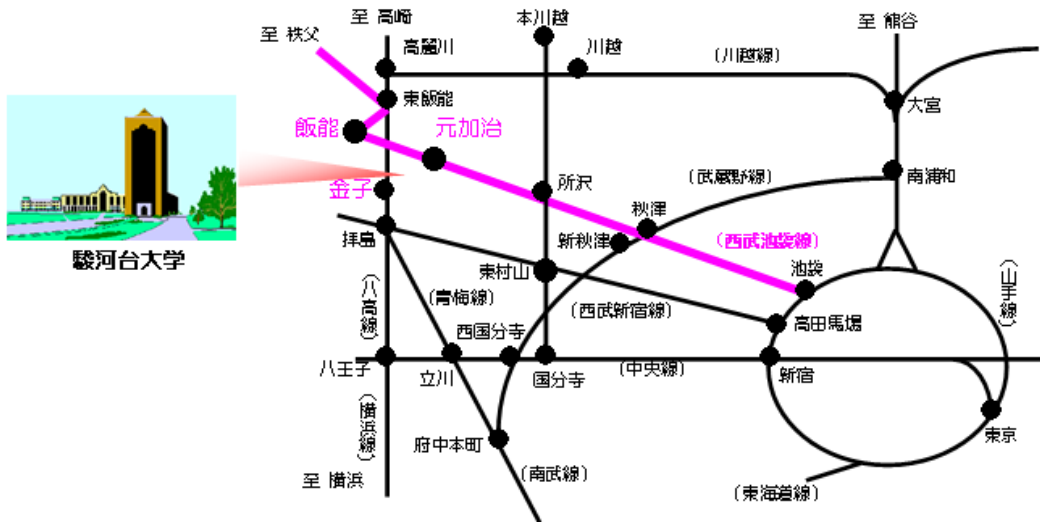 至 高崎
本川越
至 熊谷
至 秩父
高麗川
川越
(川越線)
東飯能
大宮
飯能
元加治
金子
所沢
(武蔵野線)
南浦和
秋津
拝島
新秋津
(西武池袋線)
駿河台大学
東村山
池袋
(八高線)
(青梅線)
(西武新宿線)
(山手線)
高田馬場
西国分寺
八王子
立川
国分寺
(中央線)
新宿
(横浜線)
府中本町
東京
至 横浜
(南武線)
(東海道線)